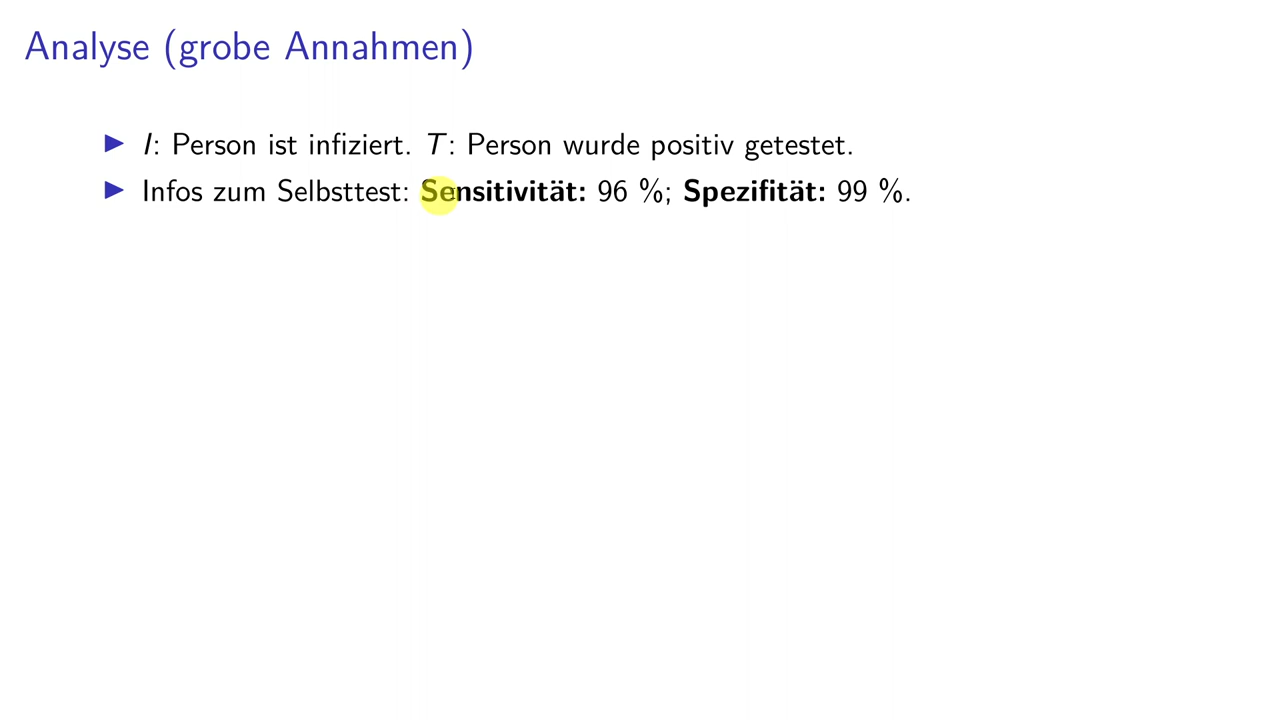 Analyse (grobe Annahmen)
▶ I: Person ist infiziert. T: Person wurde positiv getestet.
▶ Infos zum Selbsttest: Sensitivität: 96 %; Spezifität: 99 %.